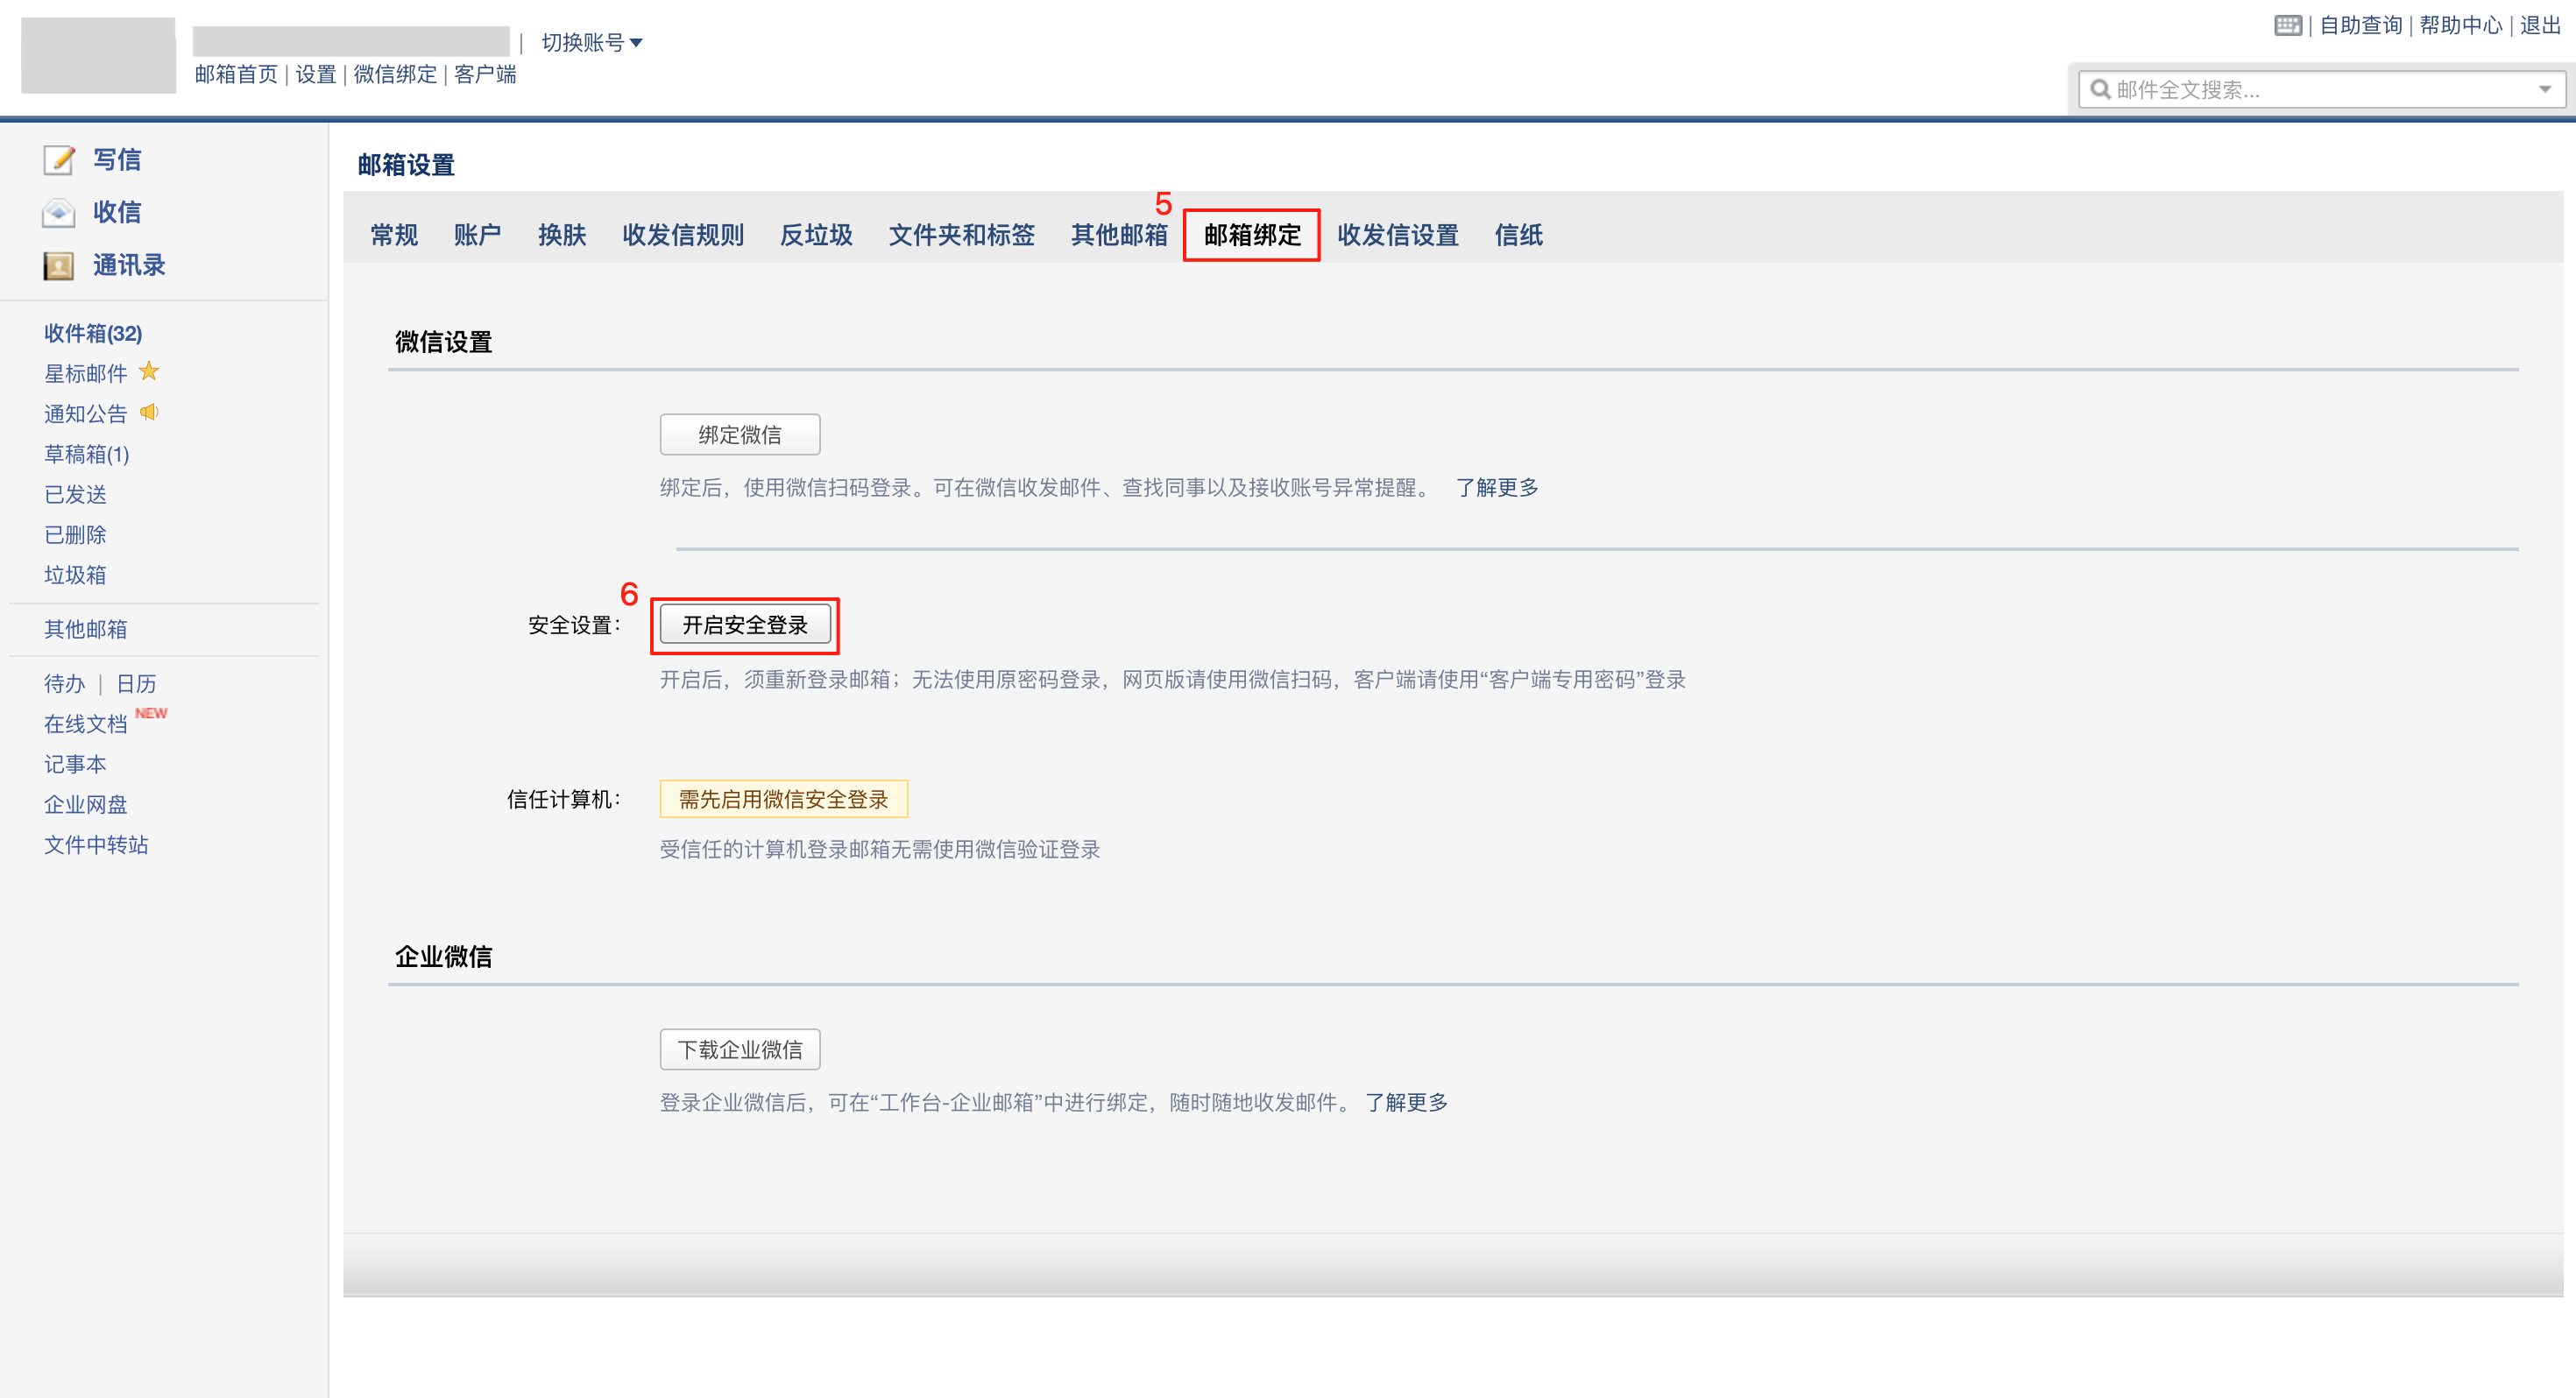 | 切换账号
邮箱首页 | 设置 | 微信绑定 | 客户端
| 自助查询 | 帮助中心 | 退出
邮件全文搜索...
写信
收信
通讯录
收件箱(32)
星标邮件
通知公告
草稿箱(1)
已发送
已删除
垃圾箱
其他邮箱
待办 | 日历
在线文档 NEW
记事本
企业网盘
文件中转站
邮箱设置
5
常规 账户 换肤 收发信规则 反垃圾 文件夹和标签 其他邮箱 邮箱绑定 收发信设置 信纸
微信设置
绑定微信
绑定后，使用微信扫码登录。可在微信收发邮件、查找同事以及接收账号异常提醒。 了解更多
6
安全设置： 开启安全登录
开启后，须重新登录邮箱；无法使用原密码登录，网页版请使用微信扫码，客户端请使用“客户端专用密码”登录
信任计算机： 需先启用微信安全登录
受信任的计算机登录邮箱无需使用微信验证登录
企业微信
下载企业微信
登录企业微信后，可在“工作台-企业邮箱”中进行绑定，随时随地收发邮件。 了解更多